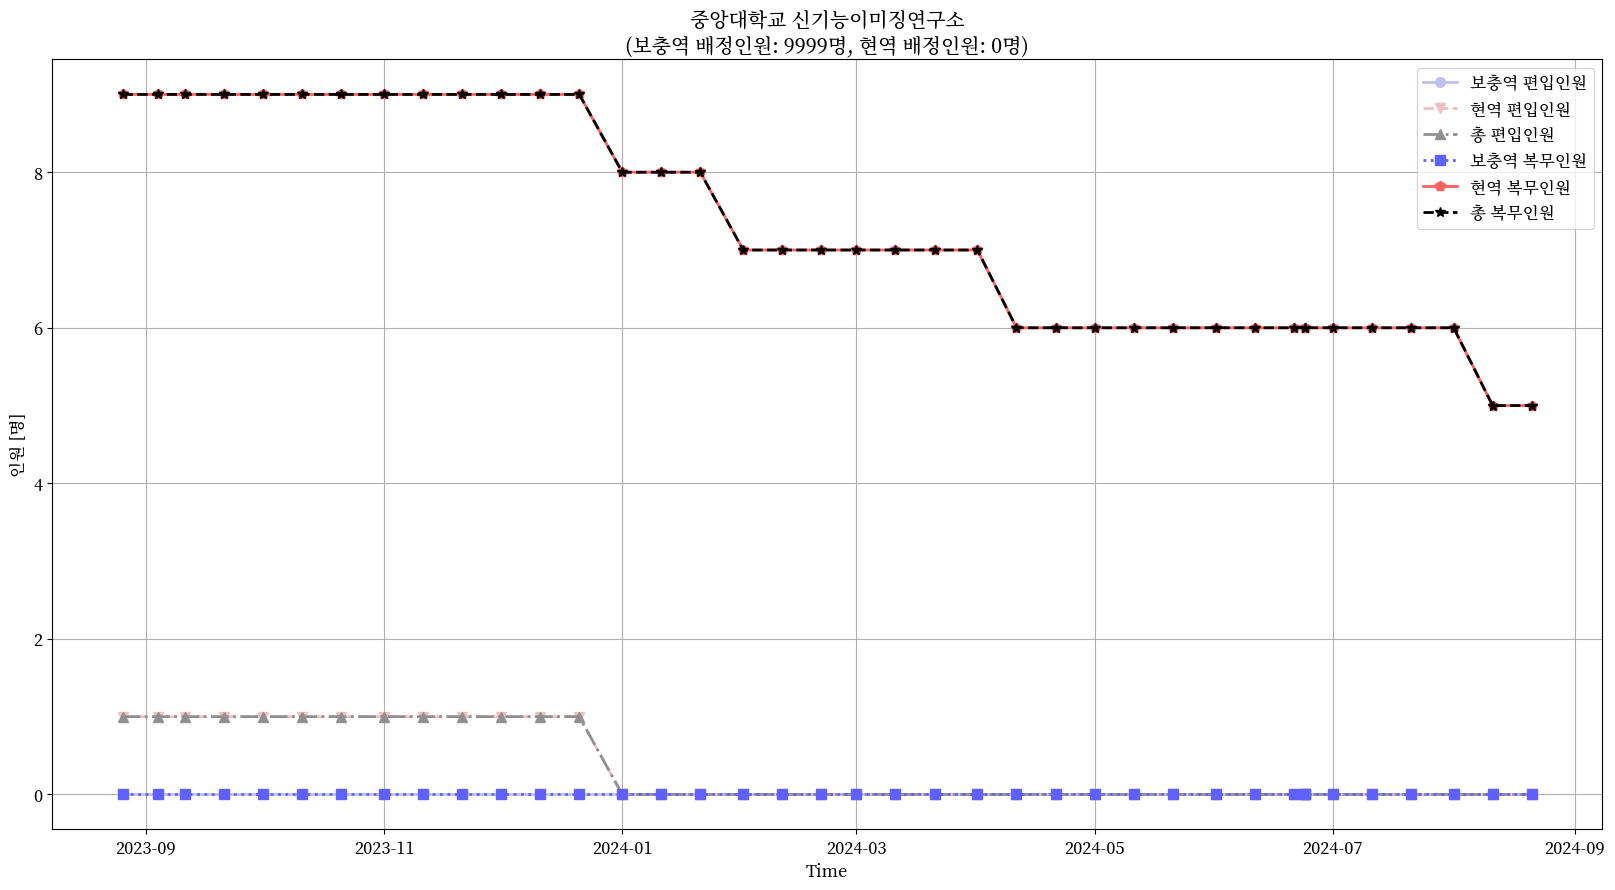 중앙대학교 신기능이미징연구소
(보충역 배정인원: 9999명, 현역 배정인원: 0명)
보충역 편입인원
현역 편입인원
총 편입인원
보충역 복무인원
현역 복무인원
총 복무인원
인원 [명]
8
6
4
2
0
2023-09
2023-11
2024-01
2024-03
2024-05
2024-07
2024-09
Time